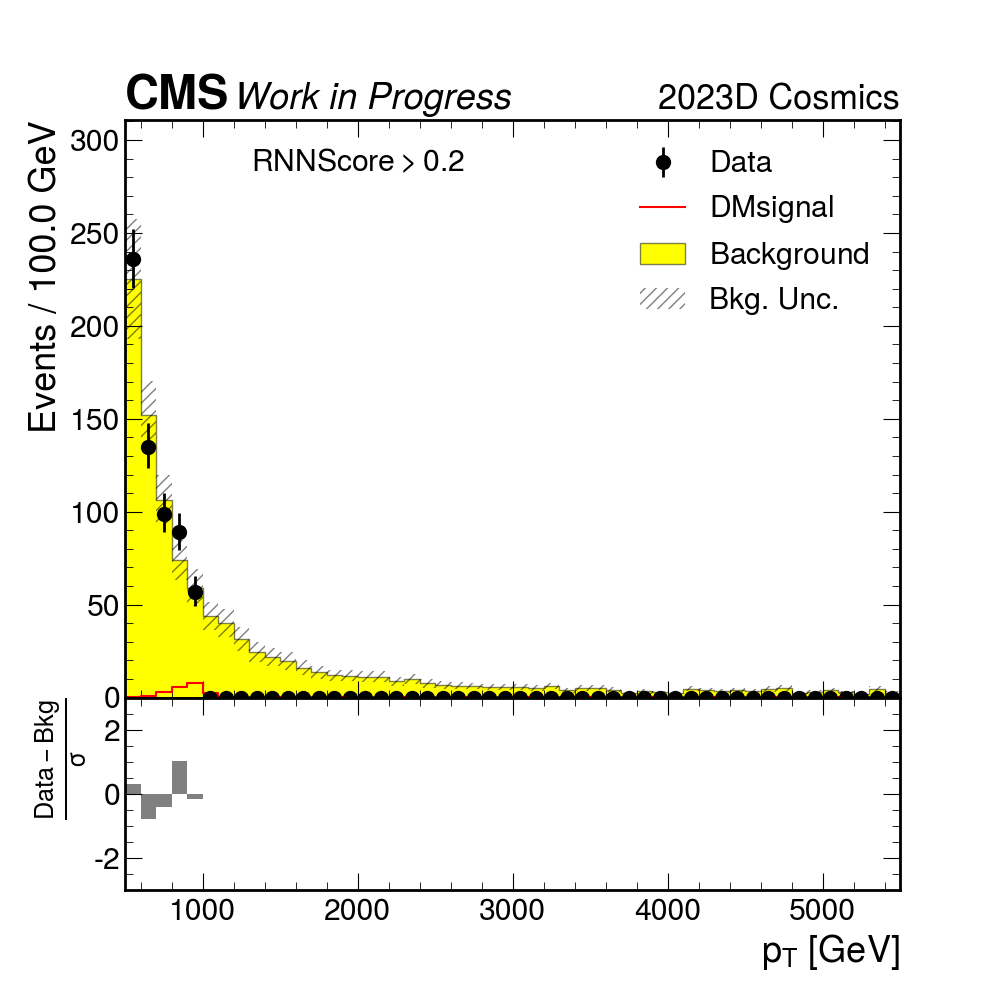 CMS Work in Progress 2023D Cosmics
Events / 100.0 GeV
300
250
200
150
100
50
0
RNNScore > 0.2
Data
DMsignal
Background
Bkg. Unc.
Data – Bkg
σ
2
0
-2
1000 2000 3000 4000 5000
pT [GeV]